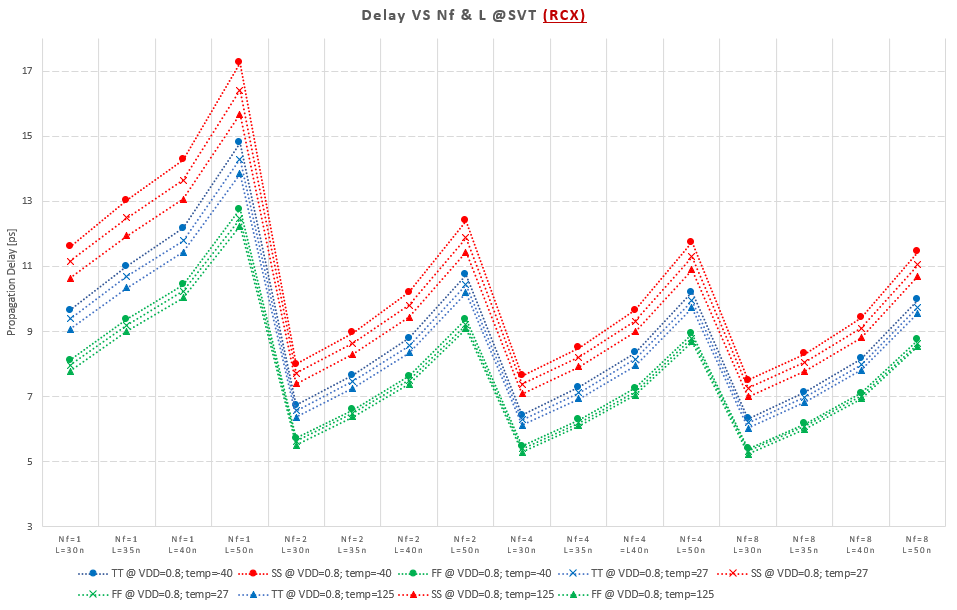 Delay VS Nf & L @SVT (RCX)
Propagation Delay [ps]
17
15
13
11
9
7
5
3
Nf=1 Nf=1 Nf=1 Nf=1 Nf=2 Nf=2 Nf=2 Nf=2 Nf=4 Nf=4 Nf=4 Nf=4 Nf=8 Nf=8 Nf=8 Nf=8
L=30n L=35n L=40n L=50n L=30n L=35n L=40n L=50n L=30n L=35n =L40n L=50n L=30n L=35n L=40n L=50n
TT @ VDD=0.8; temp=-40 SS @ VDD=0.8; temp=-40 FF @ VDD=0.8; temp=-40 TT @ VDD=0.8; temp=27 SS @ VDD=0.8; temp=27
FF @ VDD=0.8; temp=27 TT @ VDD=0.8; temp=125 SS @ VDD=0.8; temp=125 FF @ VDD=0.8; temp=125